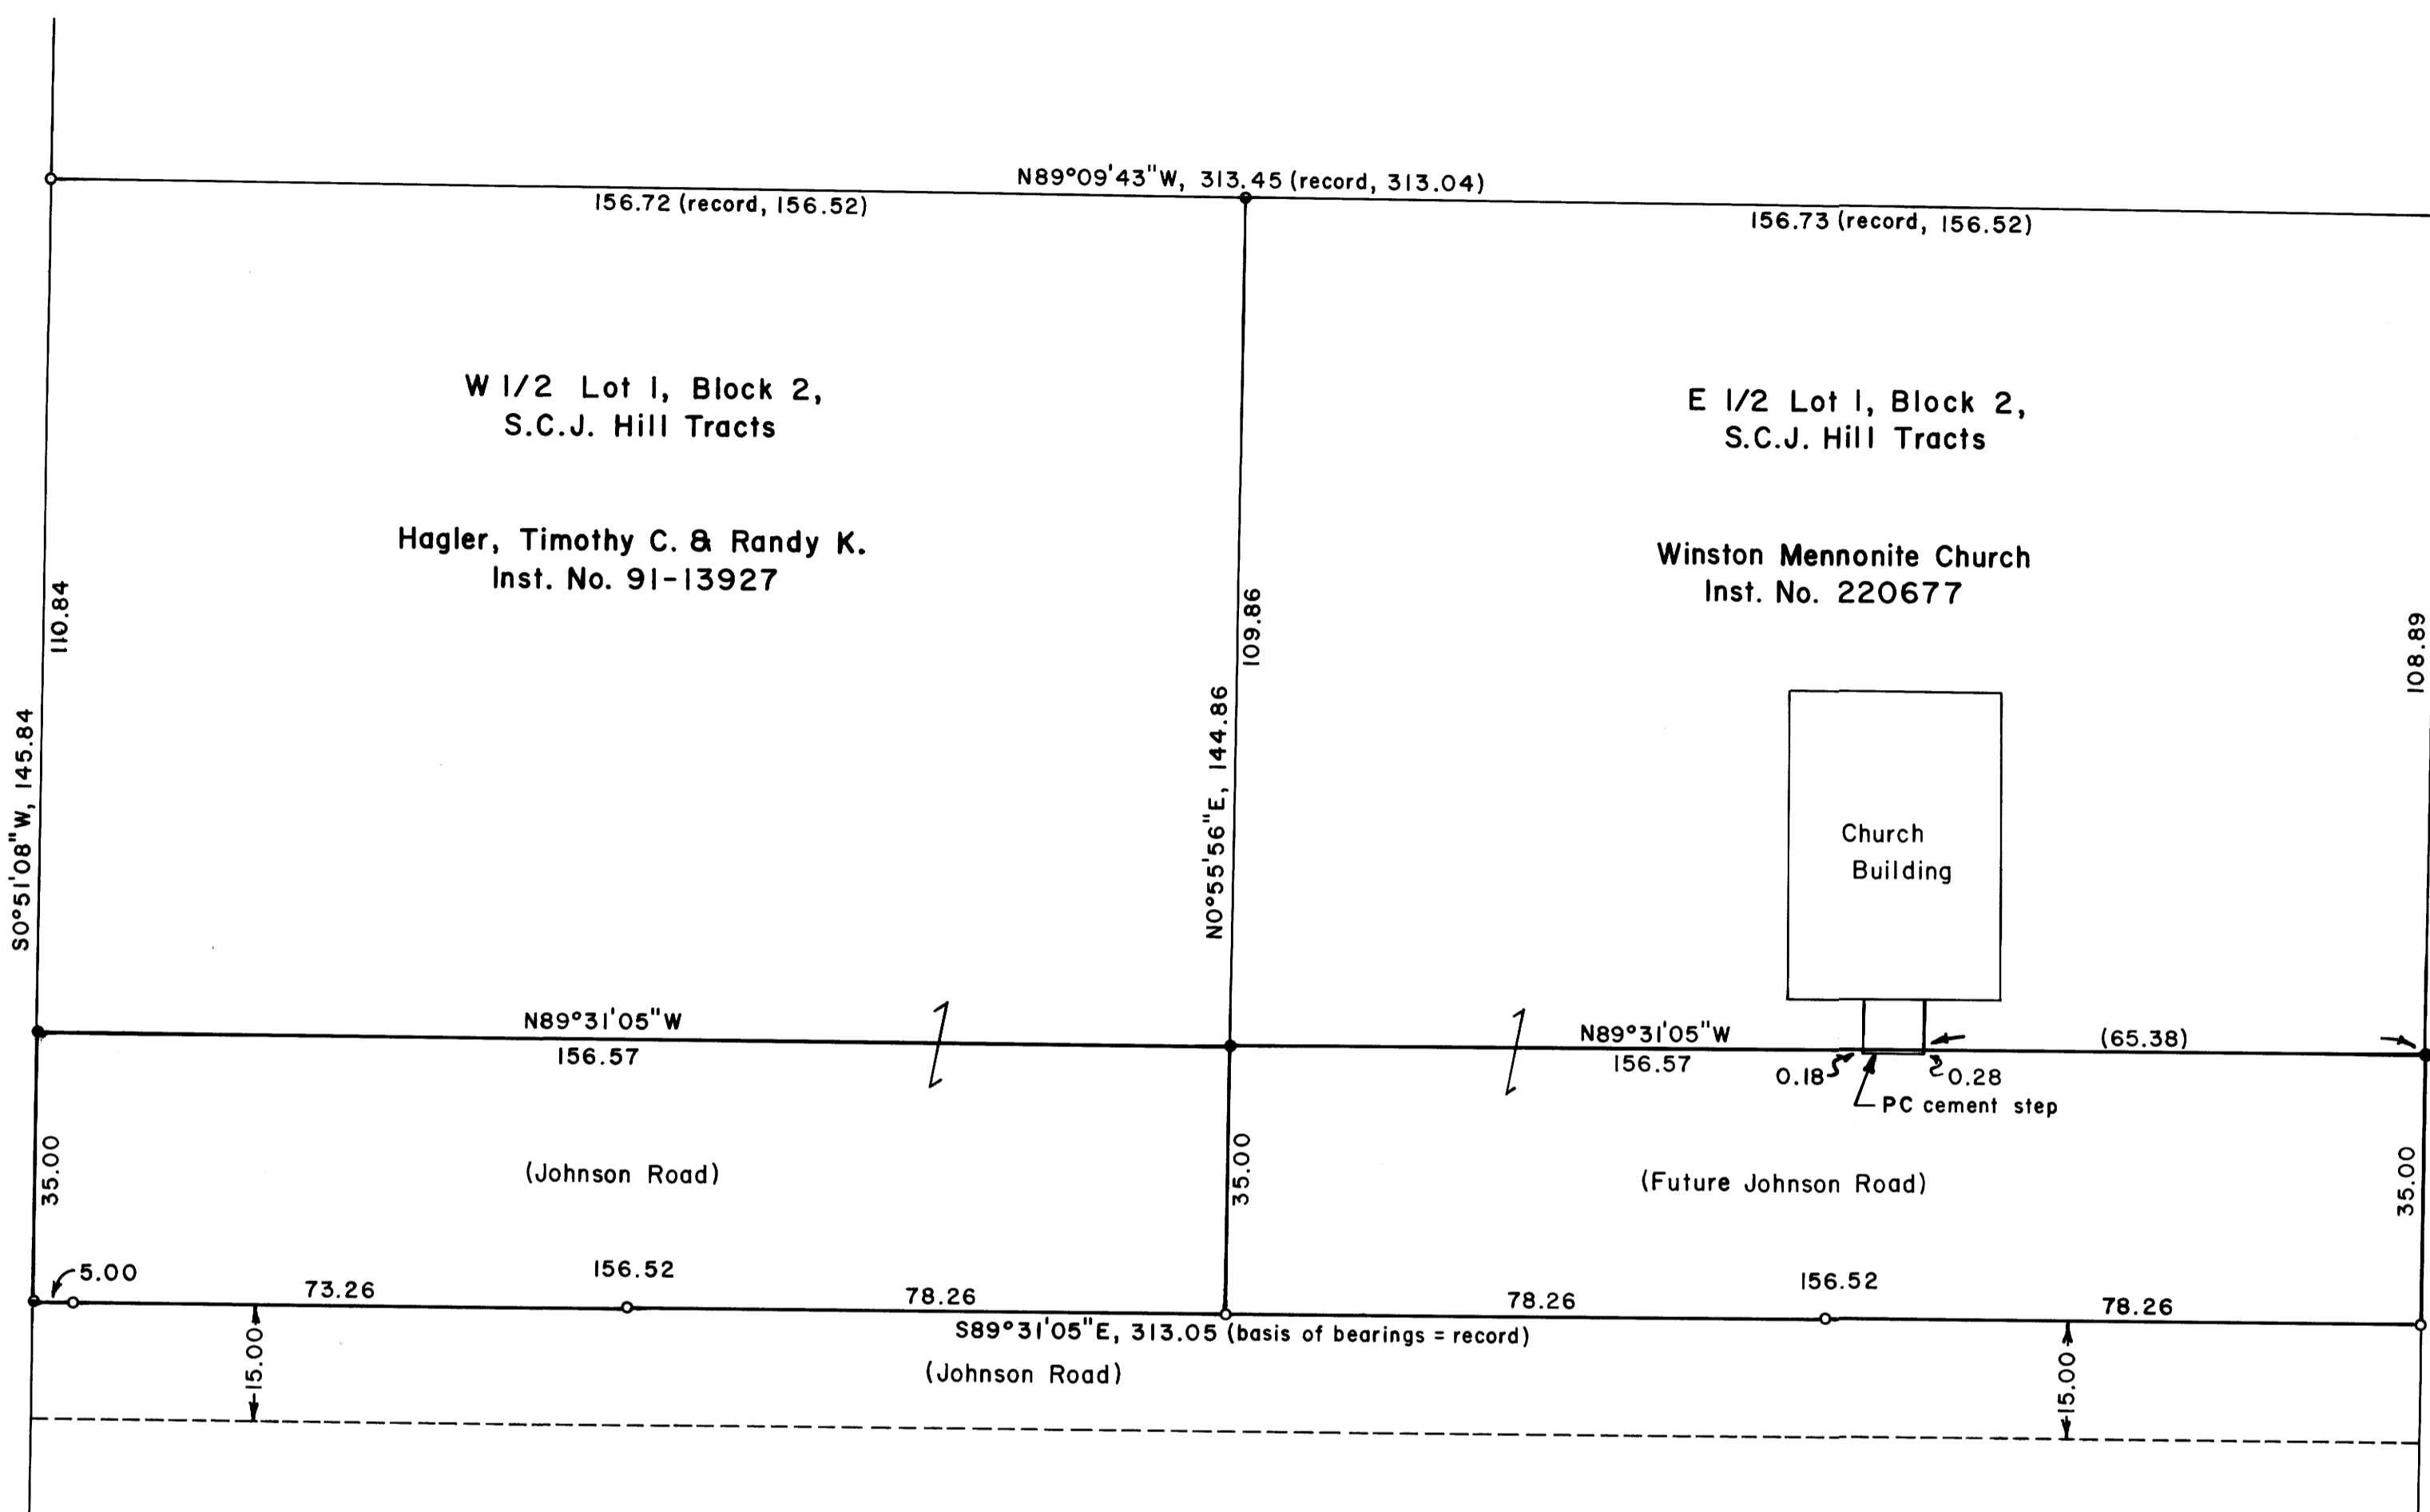 N89°09'43"W, 313.45 (record, 313.04)
156.72 (record, 156.52)
156.73 (record, 156.52)
W 1/2 Lot 1, Block 2,
S.C.J. Hill Tracts
Hagler, Timothy C. & Randy K.
Inst. No. 91-13927
E 1/2 Lot 1, Block 2,
S.C.J. Hill Tracts
Winston Mennonite Church
Inst. No. 220677
110.84
S0°51'08"W, 145.84
109.86
N0°55'56"E, 144.86
108.89
Church
Building
N89°31'05"W
156.57
N89°31'05"W
156.57
(65.38)
0.18
0.28
PC cement step
35.00
(Johnson Road)
35.00
(Future Johnson Road)
35.00
5.00
73.26
156.52
78.26
78.26
156.52
78.26
S89°31'05"E, 313.05 (basis of bearings = record)
15.00
(Johnson Road)
15.00